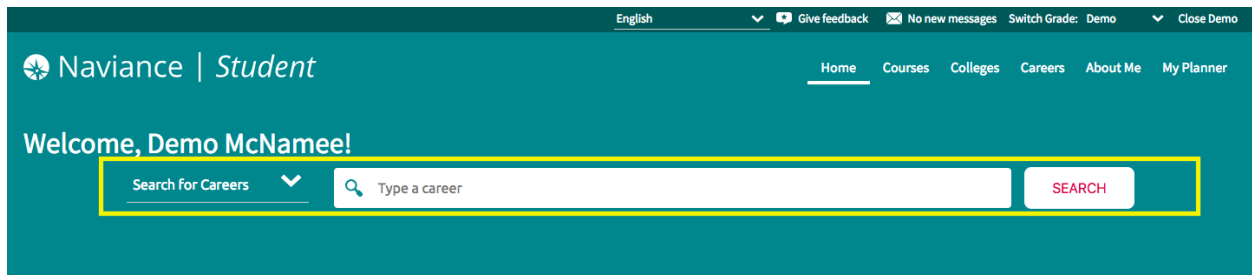 English Give feedback No new messages Switch Grade: Demo Close Demo
Naviance | Student
Home Courses Colleges Careers About Me My Planner
Welcome, Demo McNamee!
Search for Careers Type a career SEARCH